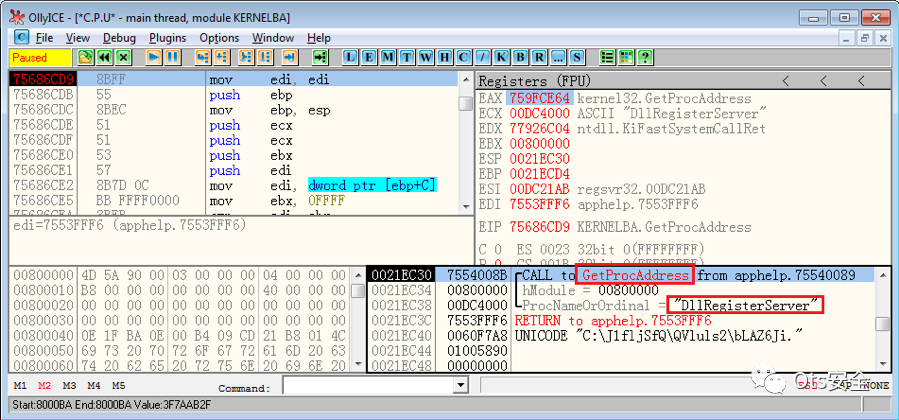 OllyICE - [*C.P.U* - main thread, module KERNELBA]
C File View Debug Plugins Options Window Help
Paused L E M T W H C / K B R ... S ?
75686CD9 8BFF mov edi, edi
75686CDB 55 push ebp
75686CDC 8BEC mov ebp, esp
75686CDE 51 push ecx
75686CDF 51 push ecx
75686CE0 53 push ebx
75686CE1 57 push edi
75686CE2 8B7D 0C mov edi, dword ptr [ebp+C]
75686CE5 BB FFFF0000 mov ebx, 0FFFF
edi=7553FFF6 (apphelp.7553FFF6)
Registers (FPU) < < <
EAX 759FCE64 kernel32.GetProcAddress
ECX 00DC4000 ASCII "DllRegisterServer"
EDX 77926C04 ntdll.KiFastSystemCallRet
EBX 00800000
ESP 0021EC30
EBP 0021ECD4
ESI 00DC21AB regsvr32.00DC21AB
EDI 7553FFF6 apphelp.7553FFF6
EIP 75686CD9 KERNELBA.GetProcAddress
C 0 ES 0023 32bit 0(FFFFFFFF)
00800000 4D 5A 90 00 03 00 00 00 04 00 00 00
00800010 B8 00 00 00 00 00 00 00 40 00 00 00
00800020 00 00 00 00 00 00 00 00 00 00 00 00
00800030 00 00 00 00 00 00 00 00 00 00 00 00
00800040 0E 1F BA 0E 00 B4 09 CD 21 B8 01 4C
00800050 69 73 20 70 72 6F 67 72 61 6D 20 63
00800060 74 20 62 65 20 72 75 6E 20 69 6E 20
0021EC30 7554008B CALL to GetProcAddress from apphelp.75540089
0021EC34 00800000 hModule = 00800000
0021EC38 00DC4000 ProcNameOrOrdinal = "DllRegisterServer"
0021EC3C 7553FFF6 RETURN to apphelp.7553FFF6
0021EC40 0060F7A8 UNICODE "C:\J1fljSfQ\QVluls2\bLAZ6Ji."
0021EC44 01005890
0021EC48 00000000
M1 M2 M3 M4 M5 Command: NONE
Start:8000BA End:8000BA Value:3F7AAB2F
Ots安全